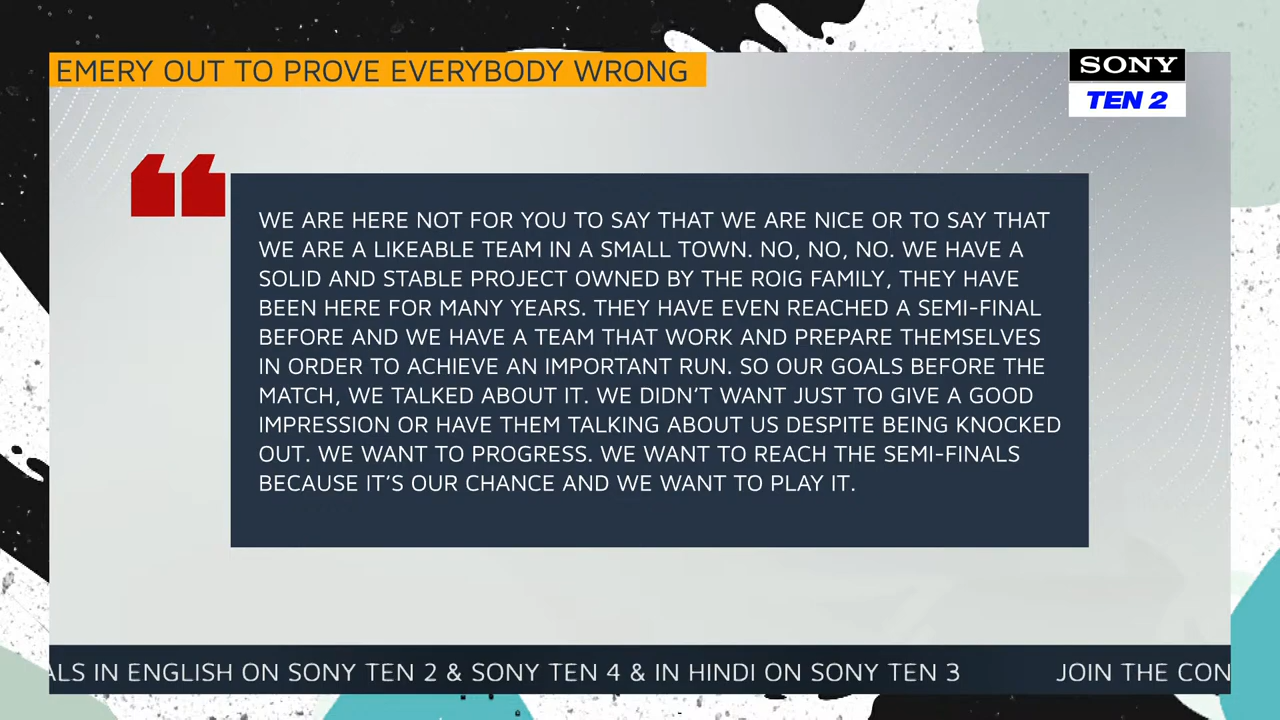 EMERY OUT TO PROVE EVERYBODY WRONG
SONY
TEN 2
WE ARE HERE NOT FOR YOU TO SAY THAT WE ARE NICE OR TO SAY THAT
WE ARE A LIKEABLE TEAM IN A SMALL TOWN. NO, NO, NO. WE HAVE A
SOLID AND STABLE PROJECT OWNED BY THE ROIG FAMILY, THEY HAVE
BEEN HERE FOR MANY YEARS. THEY HAVE EVEN REACHED A SEMI-FINAL
BEFORE AND WE HAVE A TEAM THAT WORK AND PREPARE THEMSELVES
IN ORDER TO ACHIEVE AN IMPORTANT RUN. SO OUR GOALS BEFORE THE
MATCH, WE TALKED ABOUT IT. WE DIDN'T WANT JUST TO GIVE A GOOD
IMPRESSION OR HAVE THEM TALKING ABOUT US DESPITE BEING KNOCKED
OUT. WE WANT TO PROGRESS. WE WANT TO REACH THE SEMI-FINALS
BECAUSE IT'S OUR CHANCE AND WE WANT TO PLAY IT.
ALS IN ENGLISH ON SONY TEN 2 & SONY TEN 4 & IN HINDI ON SONY TEN 3 JOIN THE CON